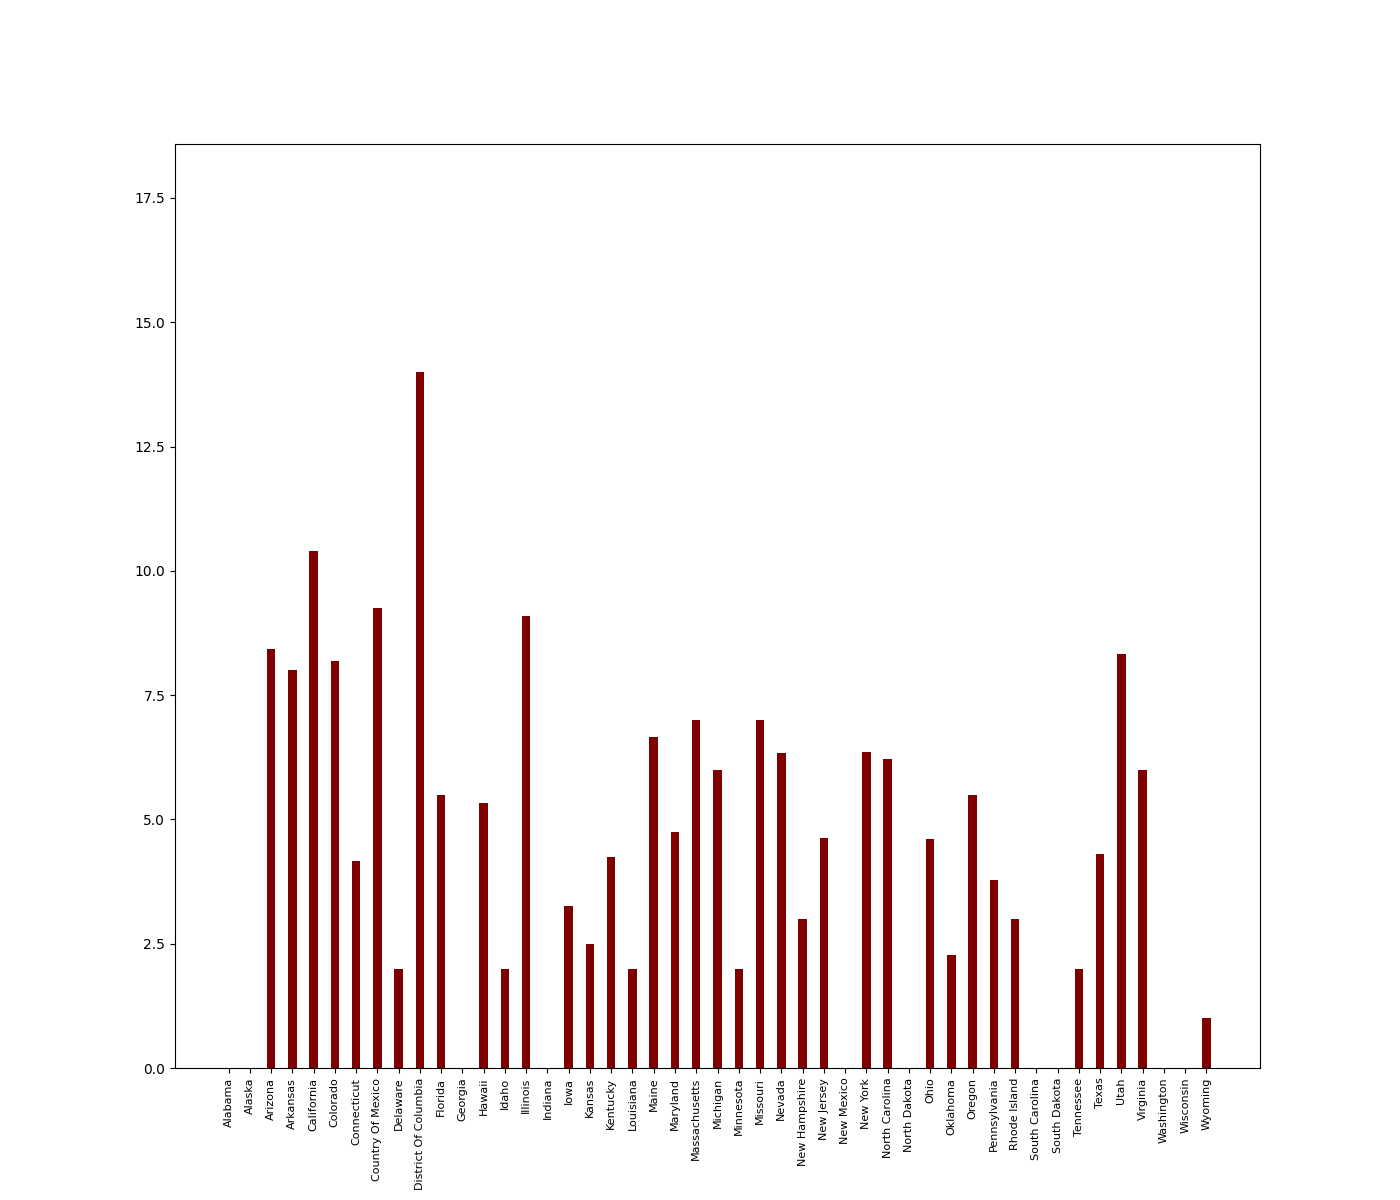 17.5
15.0
12.5
10.0
7.5
5.0
2.5
0.0
Alabama
Alaska
Arizona
Arkansas
California
Colorado
Connecticut
Country Of Mexico
Delaware
District Of Columbia
Florida
Georgia
Hawaii
Idaho
Illinois
Indiana
Iowa
Kansas
Kentucky
Louisiana
Maine
Maryland
Massachusetts
Michigan
Minnesota
Missouri
Nevada
New Hampshire
New Jersey
New Mexico
New York
North Carolina
North Dakota
Ohio
Oklahoma
Oregon
Pennsylvania
Rhode Island
South Carolina
South Dakota
Tennessee
Texas
Utah
Virginia
Washington
Wisconsin
Wyoming